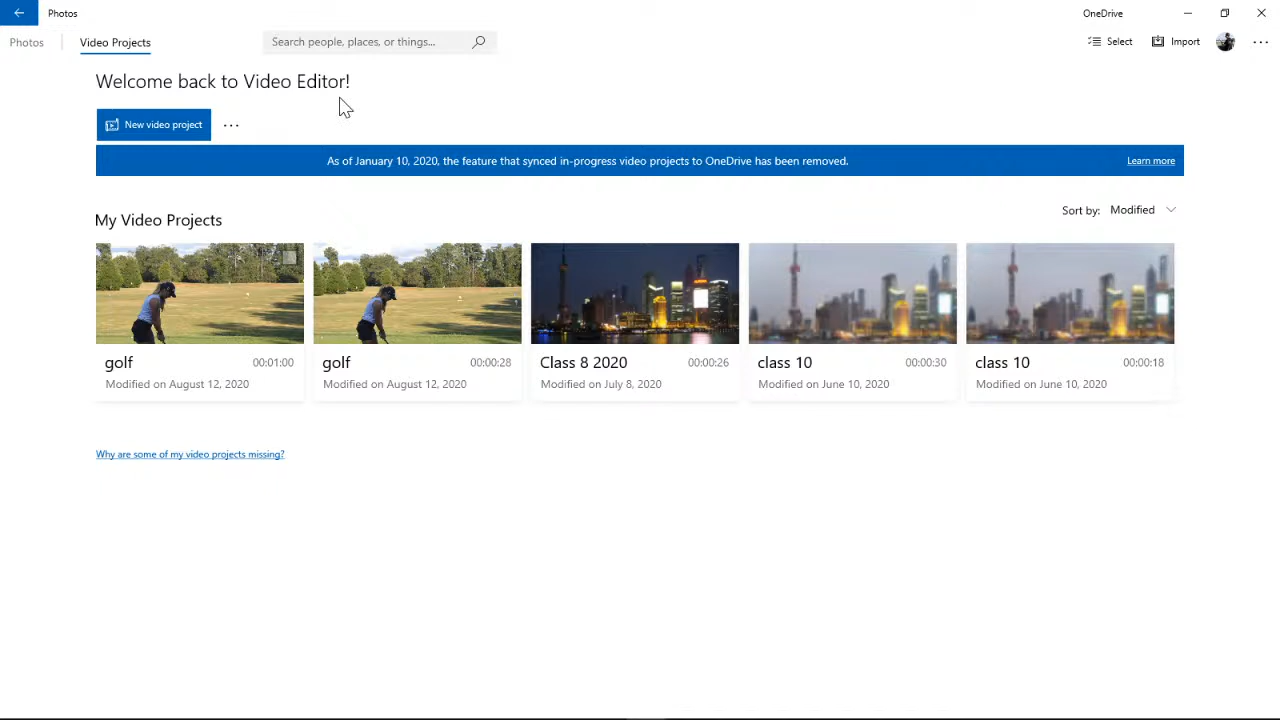 Photos
OneDrive
Photos
Video Projects
Search people, places, or things...
Select
Import
Welcome back to Video Editor!
New video project
As of January 10, 2020, the feature that synced in-progress video projects to OneDrive has been removed.
Learn more
My Video Projects
Sort by: Modified
golf 00:01:00
Modified on August 12, 2020
golf 00:00:28
Modified on August 12, 2020
Class 8 2020 00:00:26
Modified on July 8, 2020
class 10 00:00:30
Modified on June 10, 2020
class 10 00:00:18
Modified on June 10, 2020
Why are some of my video projects missing?